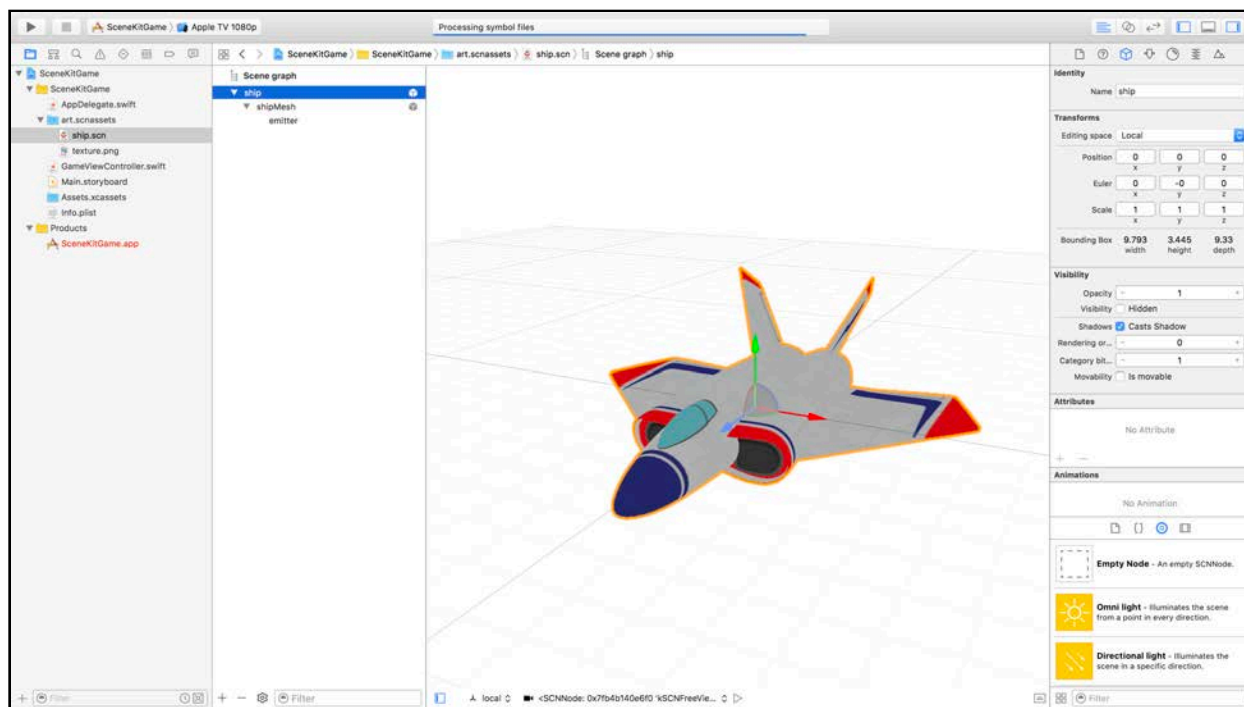 SceneKitGame Apple TV 1080p
Processing symbol files
SceneKitGame SceneKitGame art.scnassets ship.scn Scene graph ship
SceneKitGame
SceneKitGame
AppDelegate.swift
art.scnassets
ship.scn
texture.png
GameViewController.swift
Main.storyboard
Assets.xcassets
Info.plist
Products
SceneKitGame.app
Filter
Scene graph
ship
shipMesh
emitter
Filter
local <SCNNode: 0x7fb4b140e6f0 'kSCNFreeVie...
Identity
Name ship
Transforms
Editing space Local
Position 0 0 0
x y z
Euler 0 -0 0
x y z
Scale 1 1 1
x y z
Bounding Box 9.793 3.445 9.33
width height depth
Visibility
Opacity - 1 +
Visibility Hidden
Shadows Casts Shadow
Rendering or... - 0 +
Category bit... - 1 +
Movability Is movable
Attributes
No Attribute
+ −
Animations
No Animation
Empty Node - An empty SCNNode.
Omni light - Illuminates the scene
from a point in every direction.
Directional light - Illuminates the
scene in a specific direction.
Filter